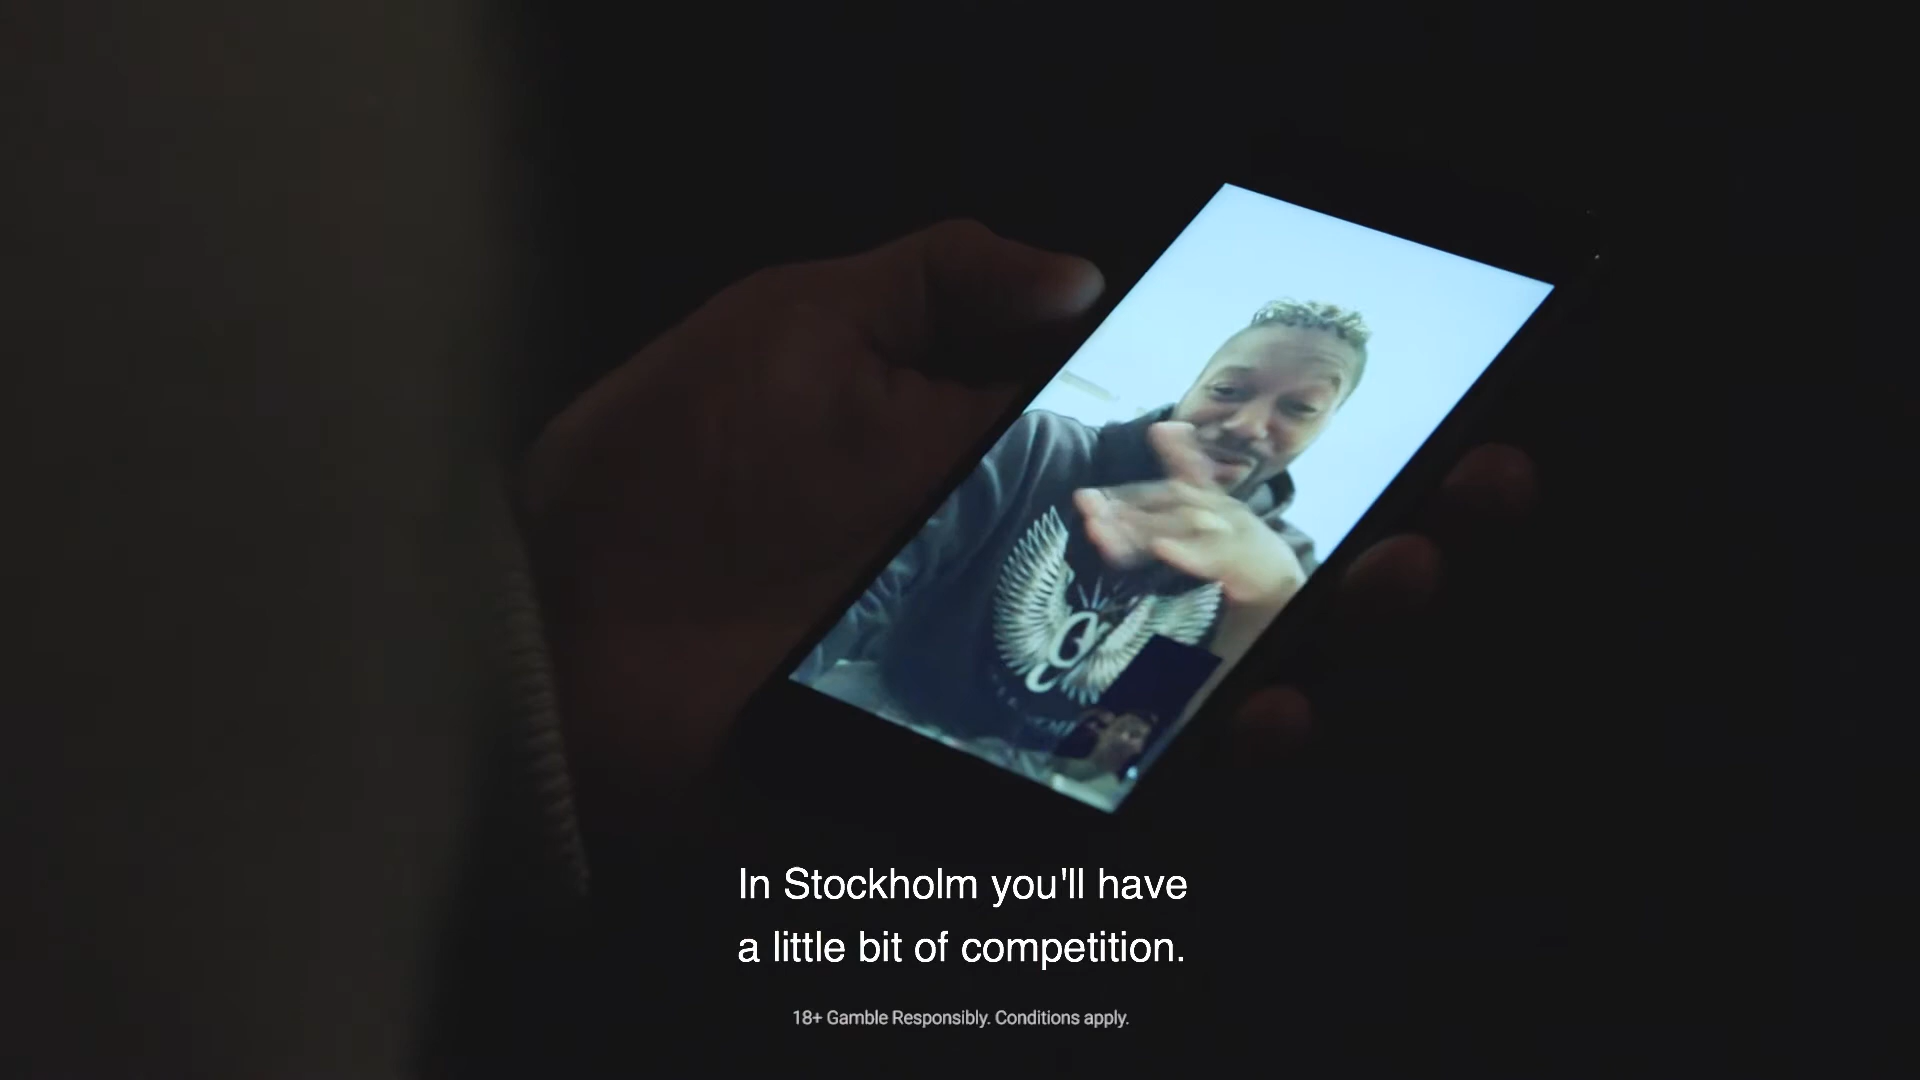 In Stockholm you'll have
a little bit of competition.
18+ Gamble Responsibly. Conditions apply.